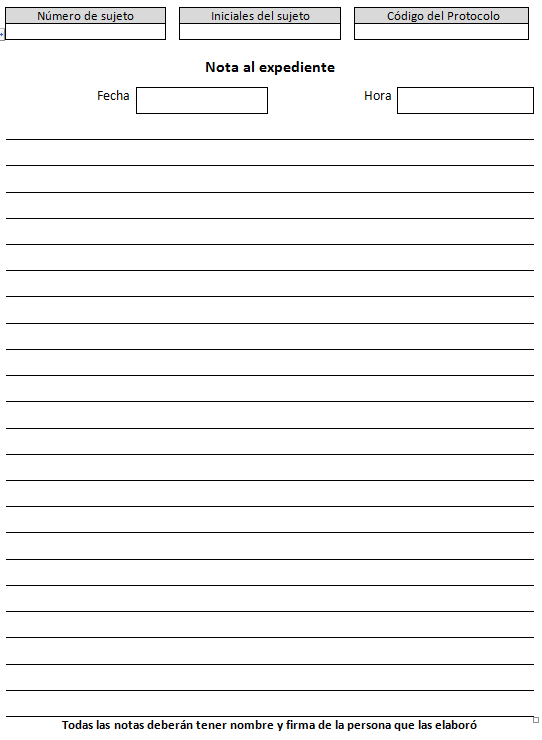 Número de sujeto Iniciales del sujeto Código del Protocolo
Nota al expediente
Fecha Hora
Todas las notas deberán tener nombre y firma de la persona que las elaboró